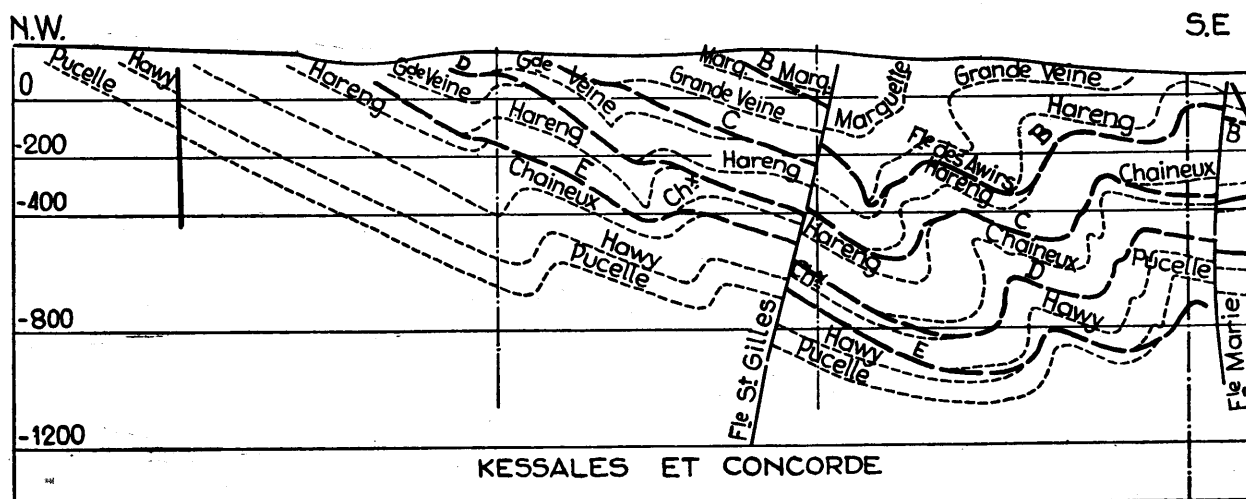 N.W.
S.E
Pucelle
Hawy
Hareng
Gde Veine
D
Gde Veine
Marq.
B
Marq.
Marquette
Grande Veine
Grande Veine
Hareng
C
B
Hareng
B
0
-200
-400
-800
-1200
Hareng
E
Chaineux
Cht
Hareng
Fle des Awirs
Hareng
Chaineux
C
Chaineux
Hareng
Hawy
Pucelle
Chx
D
Pucelle
Hawy
E
Hawy
Pucelle
Fle St Gilles
Fle Marie
KESSALES ET CONCORDE